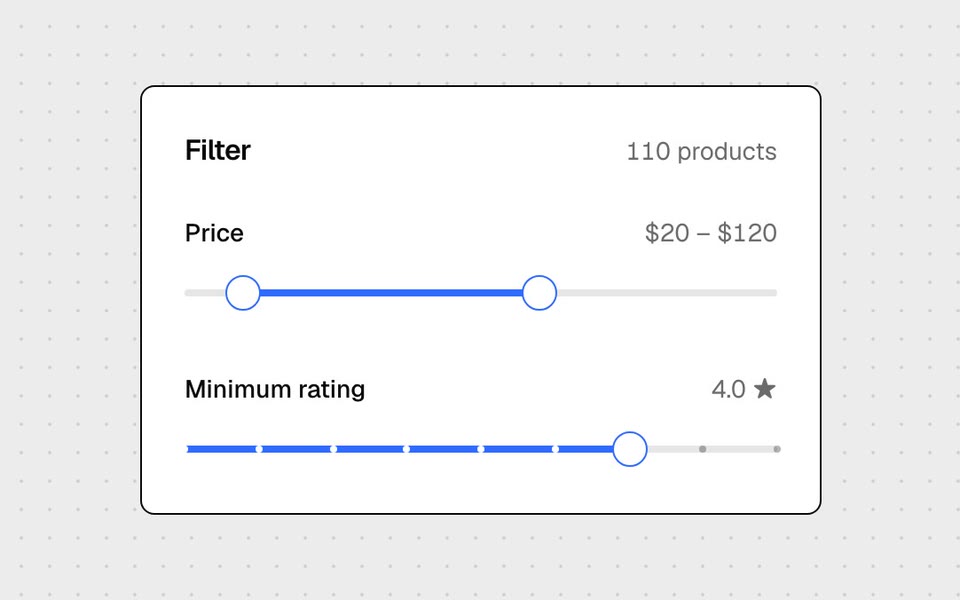 Filter
110 products
Price
$20 – $120
Minimum rating
4.0 ★